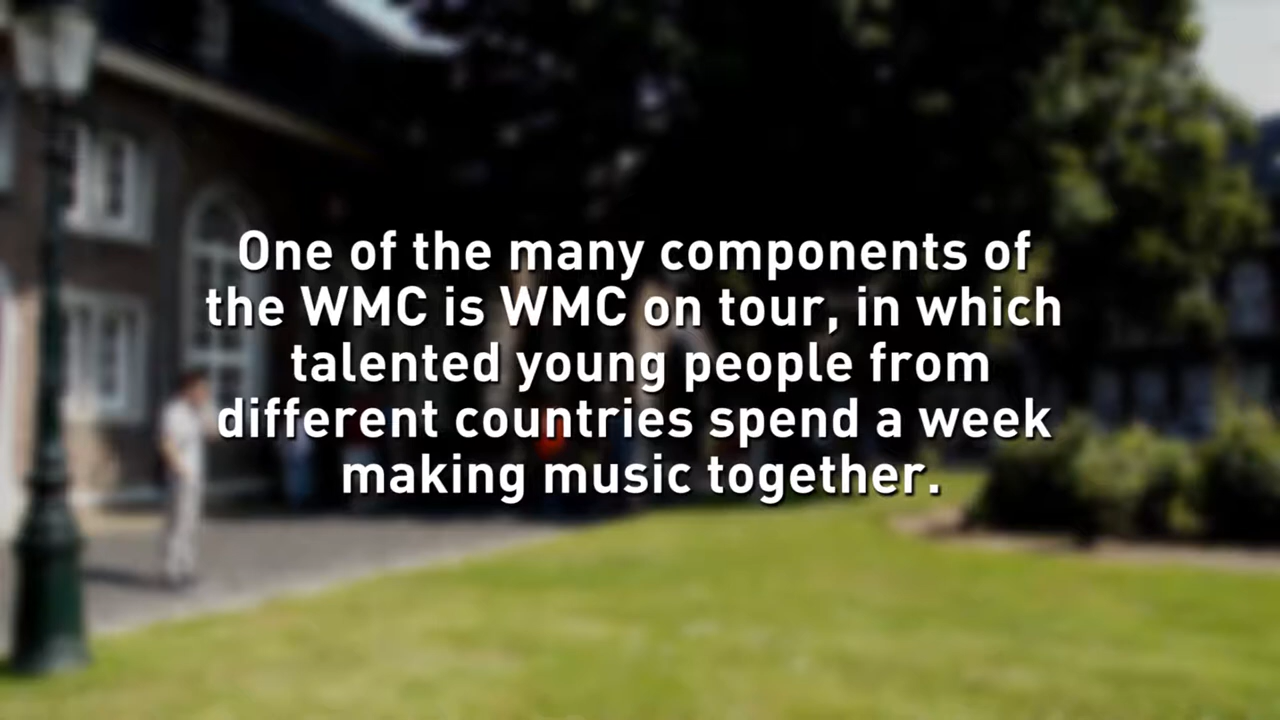 One of the many components of
the WMC is WMC on tour, in which
talented young people from
different countries spend a week
making music together.